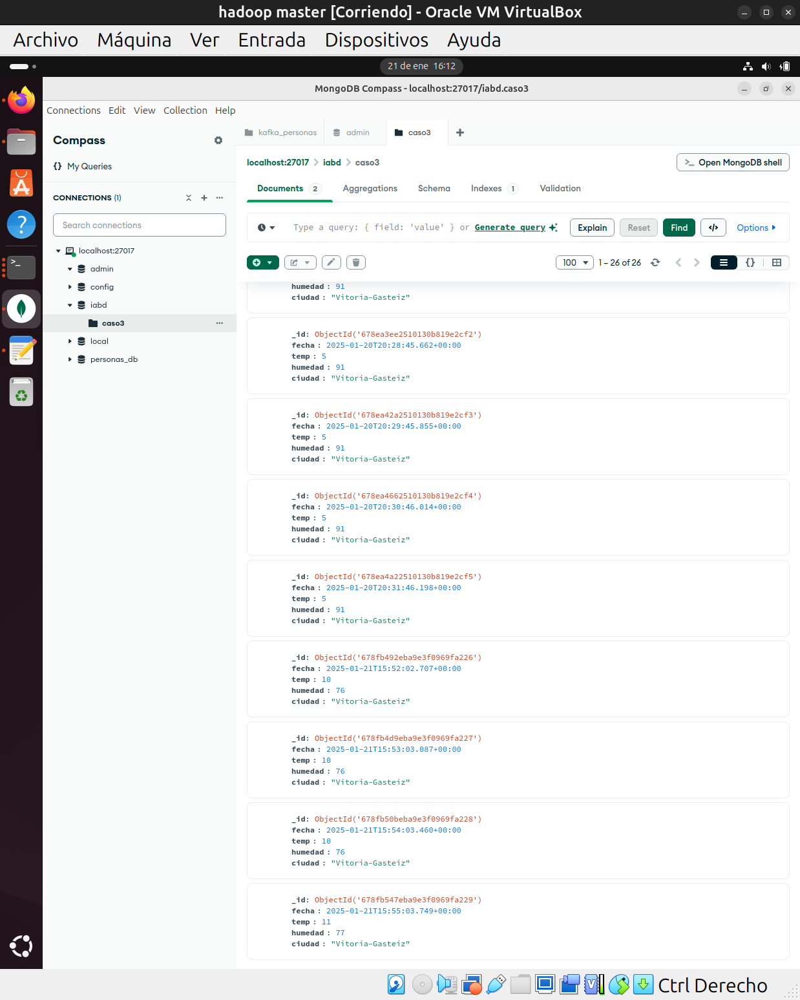 hadoop master [Corriendo] - Oracle VM VirtualBox
Archivo Máquina Ver Entrada Dispositivos Ayuda
21 de ene 16:12
MongoDB Compass - localhost:27017/iabd.caso3
Connections Edit View Collection Help
Compass
{} My Queries
CONNECTIONS (1)
Search connections
localhost:27017
admin
config
iabd
caso3
local
personas_db
kafka_personas admin caso3
localhost:27017 > iabd > caso3
>_ Open MongoDB shell
Documents 2 Aggregations Schema Indexes 1 Validation
Type a query: { field: 'value' } or Generate query
Explain Reset Find </> Options
100 1 – 26 of 26
humedad : 91
ciudad : "Vitoria-Gasteiz"
_id: ObjectId('678ea3ee2510130b819e2cf2')
fecha : 2025-01-20T20:28:45.662+00:00
temp : 5
humedad : 91
ciudad : "Vitoria-Gasteiz"
_id: ObjectId('678ea42a2510130b819e2cf3')
fecha : 2025-01-20T20:29:45.855+00:00
temp : 5
humedad : 91
ciudad : "Vitoria-Gasteiz"
_id: ObjectId('678ea4662510130b819e2cf4')
fecha : 2025-01-20T20:30:46.014+00:00
temp : 5
humedad : 91
ciudad : "Vitoria-Gasteiz"
_id: ObjectId('678ea4a22510130b819e2cf5')
fecha : 2025-01-20T20:31:46.198+00:00
temp : 5
humedad : 91
ciudad : "Vitoria-Gasteiz"
_id: ObjectId('678fb492eba9e3f0969fa226')
fecha : 2025-01-21T15:52:02.707+00:00
temp : 10
humedad : 76
ciudad : "Vitoria-Gasteiz"
_id: ObjectId('678fb4d9eba9e3f0969fa227')
fecha : 2025-01-21T15:53:03.087+00:00
temp : 10
humedad : 76
ciudad : "Vitoria-Gasteiz"
_id: ObjectId('678fb50beba9e3f0969fa228')
fecha : 2025-01-21T15:54:03.460+00:00
temp : 10
humedad : 76
ciudad : "Vitoria-Gasteiz"
_id: ObjectId('678fb547eba9e3f0969fa229')
fecha : 2025-01-21T15:55:03.749+00:00
temp : 11
humedad : 77
ciudad : "Vitoria-Gasteiz"
Ctrl Derecho